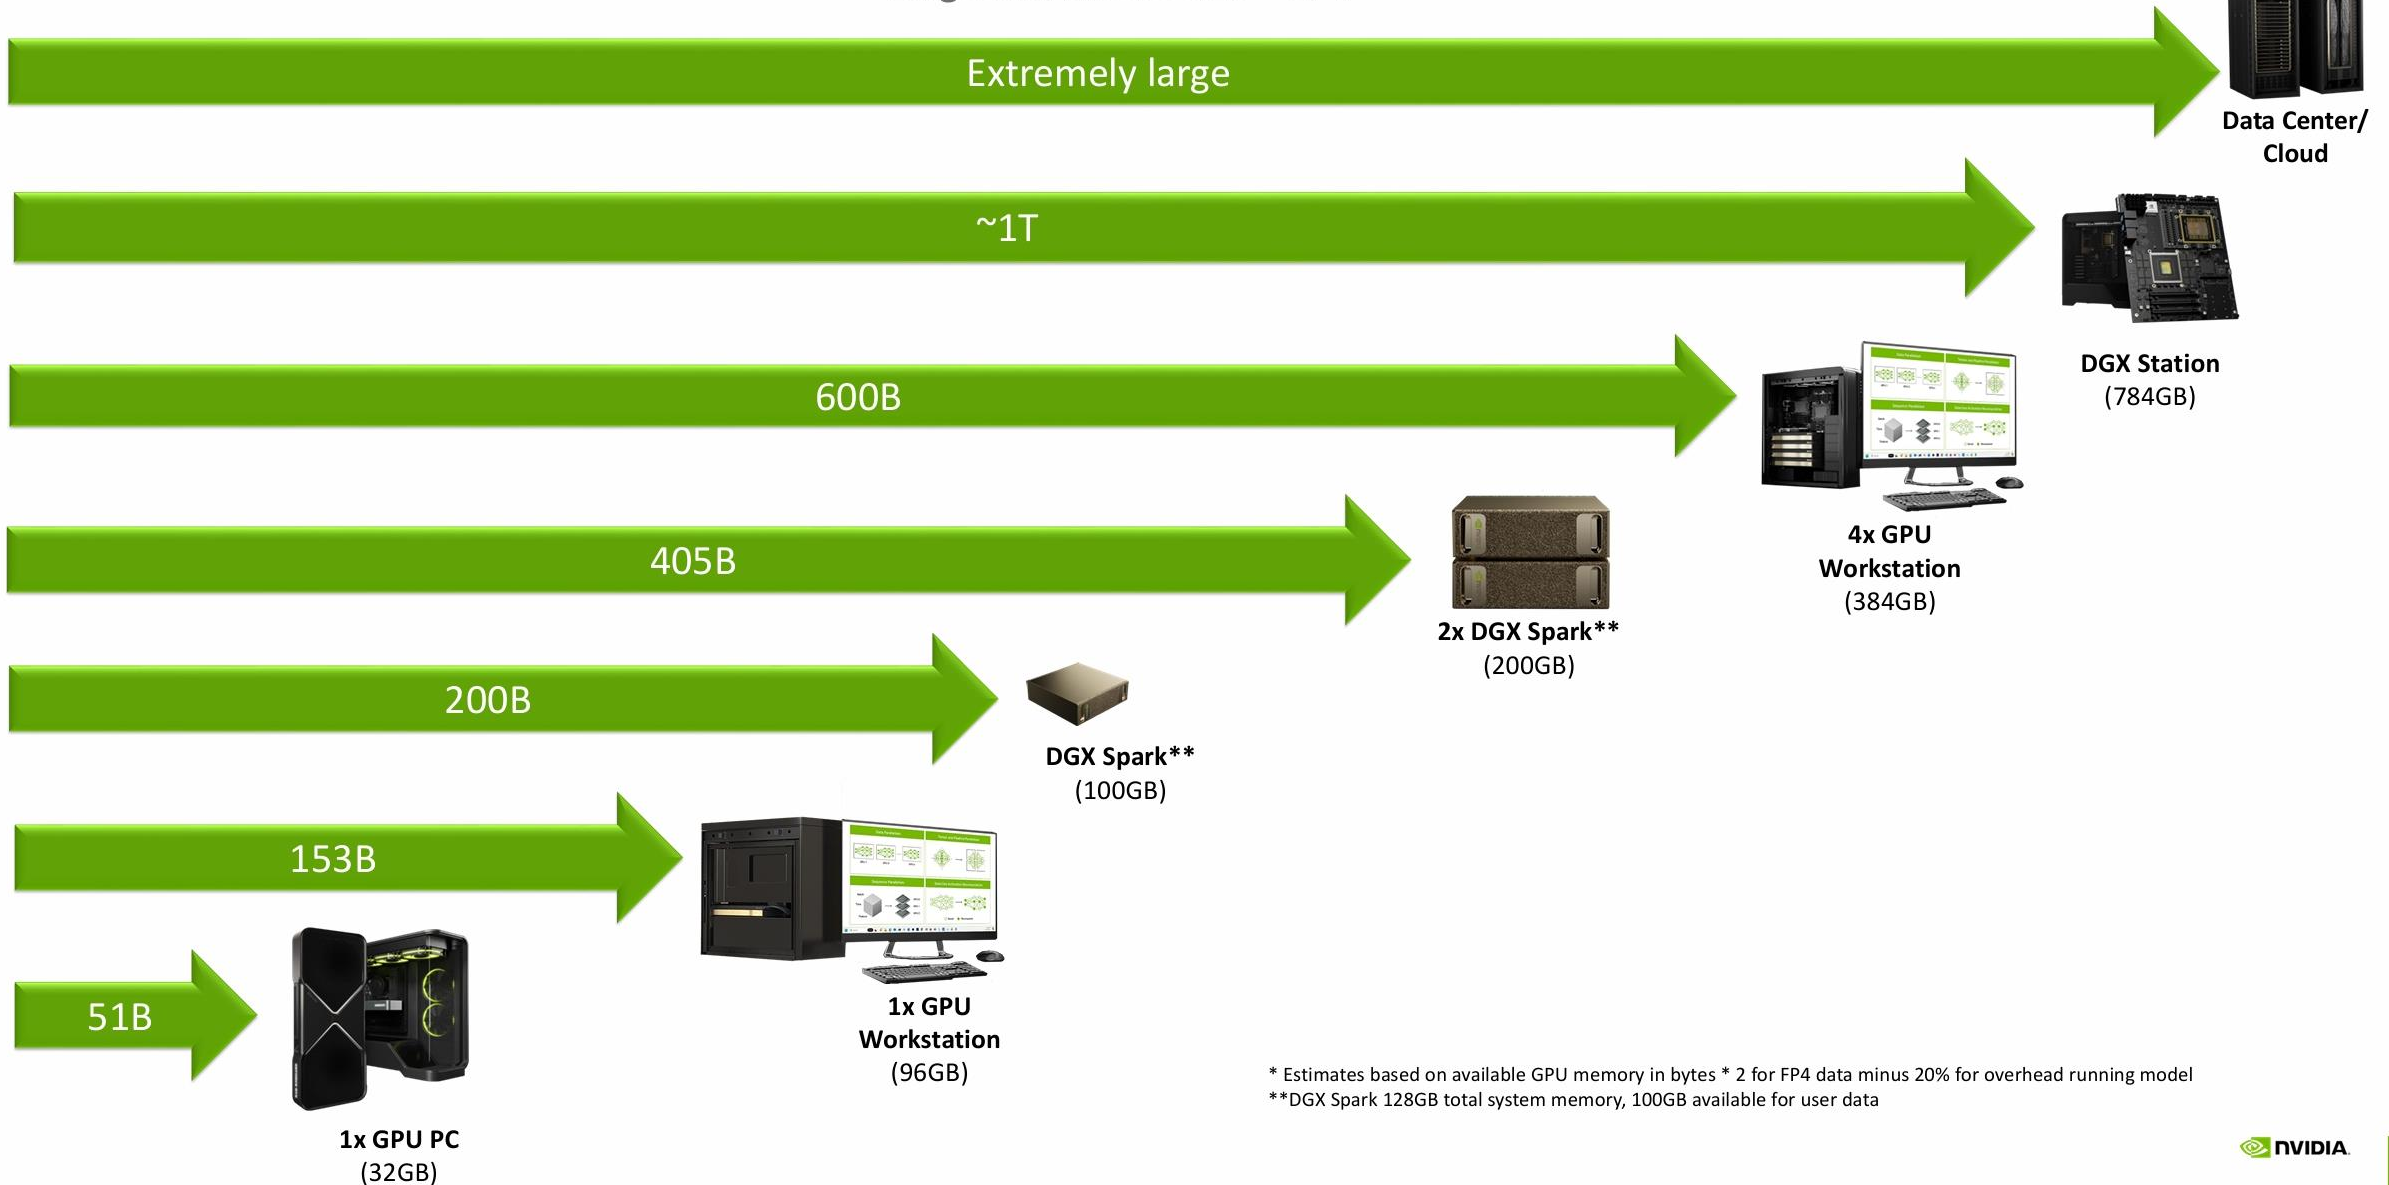 Extremely large
Data Center/
Cloud
~1T
DGX Station
(784GB)
600B
4x GPU
Workstation
(384GB)
405B
2x DGX Spark**
(200GB)
200B
DGX Spark**
(100GB)
153B
1x GPU
Workstation
(96GB)
51B
1x GPU PC
(32GB)
* Estimates based on available GPU memory in bytes * 2 for FP4 data minus 20% for overhead running model
**DGX Spark 128GB total system memory, 100GB available for user data
NVIDIA.